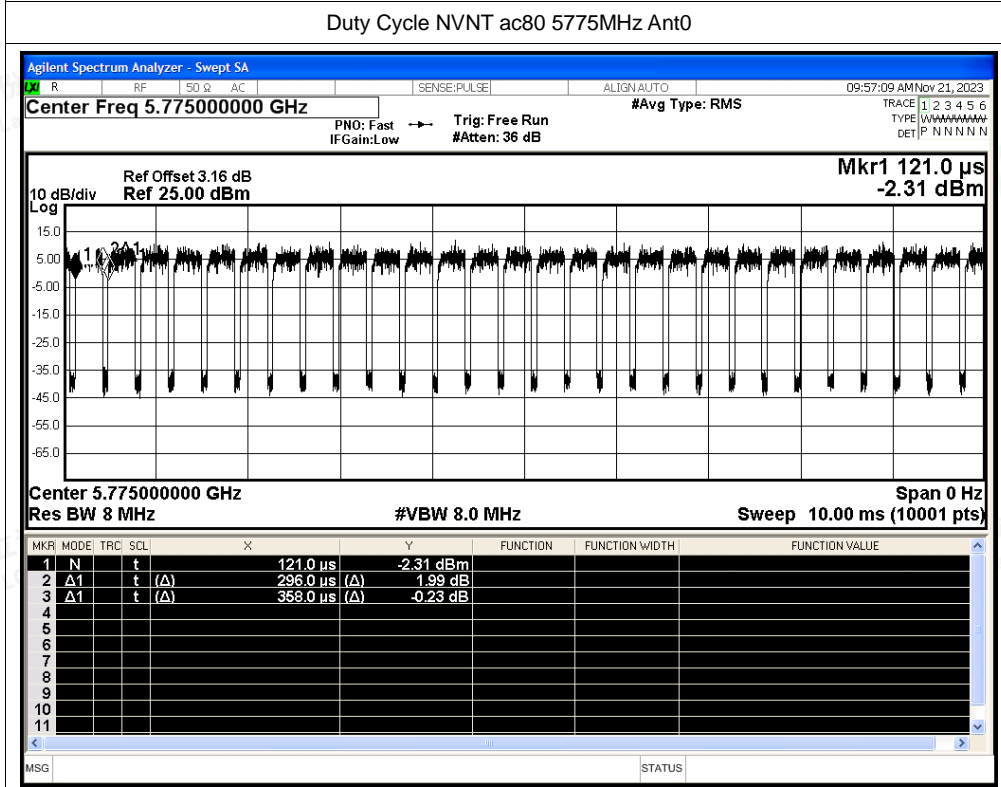 Duty Cycle NVNT ac80 5775MHz Ant0
Agilent Spectrum Analyzer - Swept SA
LXI R RF 50 Ω AC SENSE:PULSE ALIGN AUTO 09:57:09 AM Nov 21, 2023
Center Freq 5.775000000 GHz #Avg Type: RMS TRACE 1 2 3 4 5 6
PNO: Fast Trig: Free Run TYPE WWWWWW
IFGain:Low #Atten: 36 dB DET P N N N N N
Mkr1 121.0 µs
Ref Offset 3.16 dB
10 dB/div Ref 25.00 dBm -2.31 dBm
Log
15.0
5.00 1 2Δ1
-5.00
-15.0
-25.0
-35.0
-45.0
-55.0
-65.0
Center 5.775000000 GHz Span 0 Hz
Res BW 8 MHz #VBW 8.0 MHz Sweep 10.00 ms (10001 pts)
MKR MODE TRC SCL X Y FUNCTION FUNCTION WIDTH FUNCTION VALUE
1 N t 121.0 µs -2.31 dBm
2 Δ1 t (Δ) 296.0 µs (Δ) 1.99 dB
3 Δ1 t (Δ) 358.0 µs (Δ) -0.23 dB
4
5
6
7
8
9
10
11
MSG STATUS